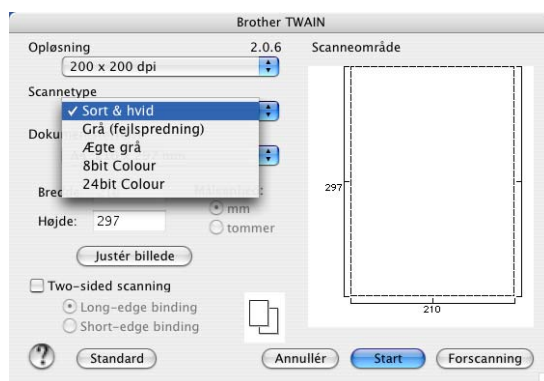 Brother TWAIN
Opløsning 2.0.6
200 x 200 dpi
Scannetype
✓ Sort & hvid
Grå (fejlspredning)
Ægte grå
8bit Colour
24bit Colour
Højde: 297
mm
tommer
Justér billede
Two-sided scanning
Long-edge binding
Short-edge binding
Standard
Scanneområde
297
210
Annullér
Start
Forscanning